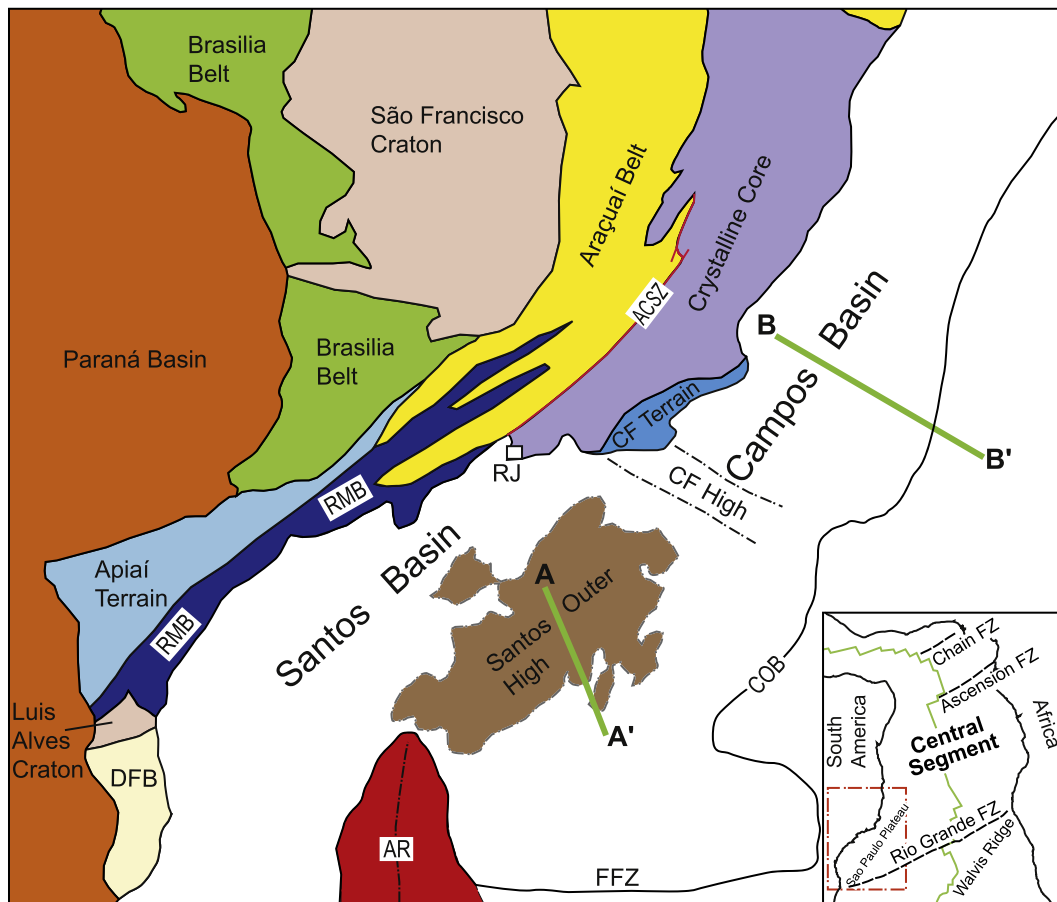 Brasilia
Belt
São Francisco
Craton
Araçuaí Belt
Crystalline Core
ACSZ
Paraná Basin
Brasilia
Belt
B
Campos Basin
B'
CF Terrain
CF High
RJ
RMB
Santos Basin
Apiaí
Terrain
RMB
A
Santos Outer
High
A'
COB
Luis
Alves
Craton
DFB
AR
FFZ
Chain FZ
Ascension FZ
South
America
Africa
Central
Segment
Sao Paulo Plateau
Rio Grande FZ
Walvis Ridge